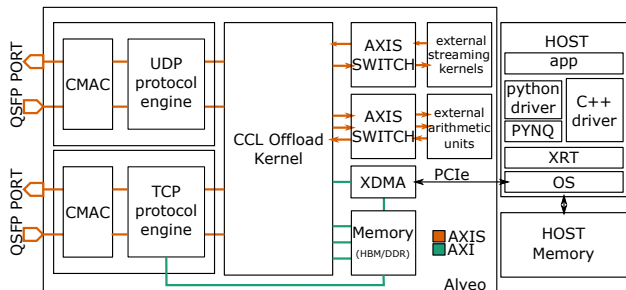 QSFP PORT
CMAC
UDP
protocol
engine
QSFP PORT
CMAC
TCP
protocol
engine
CCL Offload
Kernel
AXIS
SWITCH
external
streaming
kernels
AXIS
SWITCH
external
arithmetic
units
XDMA
PCIe
Memory
(HBM/DDR)
AXIS
AXI
Alveo
HOST
app
python
driver
PYNQ
C++
driver
XRT
OS
HOST
Memory